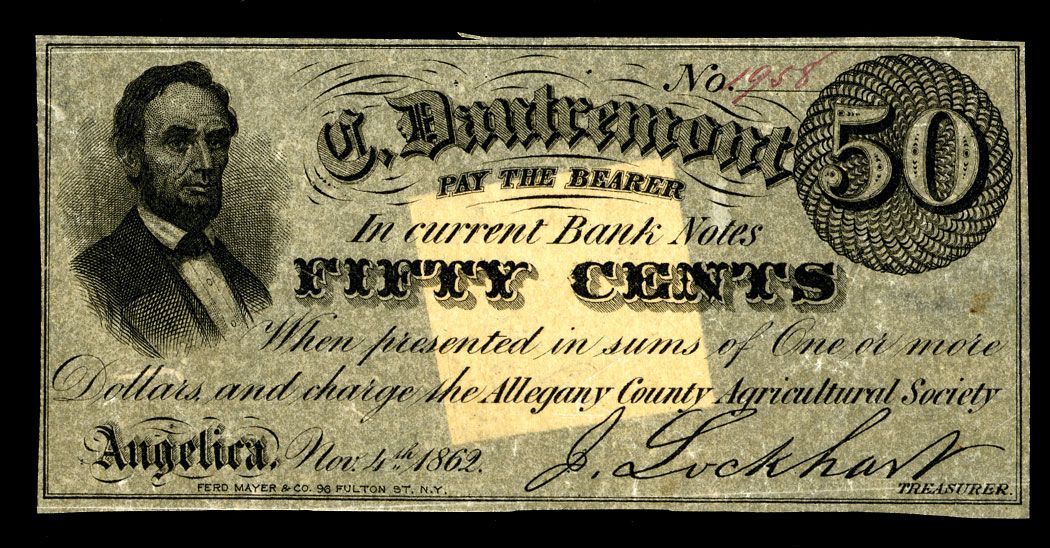 No. 1958
C. Dautremont
50
PAY THE BEARER
In current Bank Notes
FIFTY CENTS
When presented in sums of One or more
Dollars, and charge the Allegany County Agricultural Society
Angelica, Nov. 4th 1862.
J. Lockhart
TREASURER.
FERD MAYER & CO. 96 FULTON ST. N.Y.